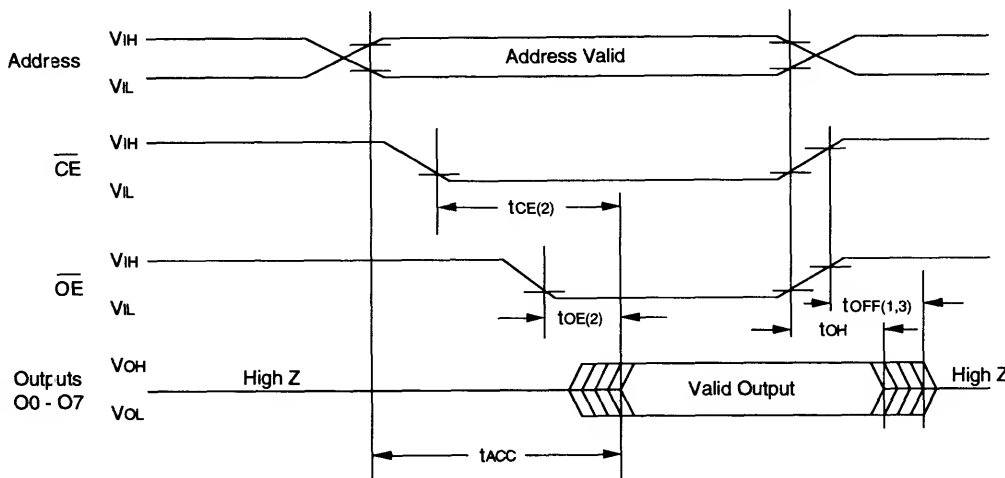 Address
VIH
VIL
Address Valid
CE
VIH
VIL
tCE(2)
OE
VIH
VIL
tOE(2)
tOFF(1,3)
tOH
Outputs
O0 - O7
VOH
VOL
High Z
Valid Output
High Z
tACC